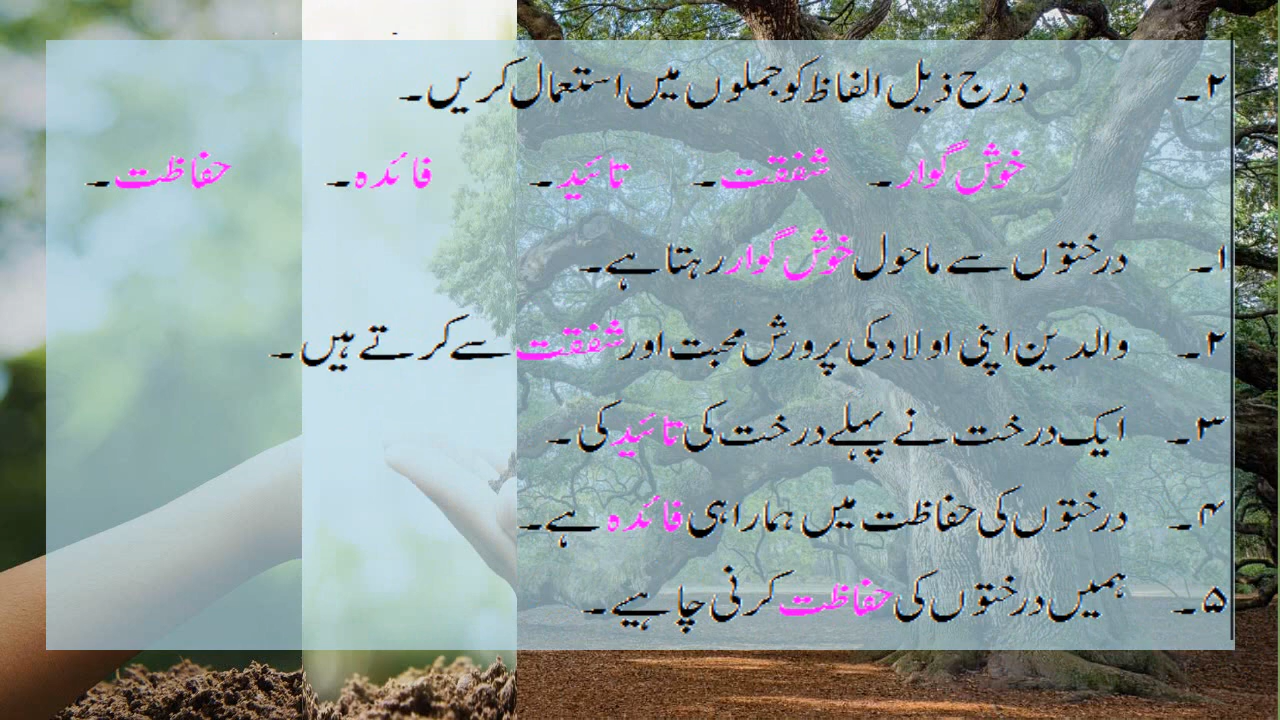 ۲۔ درج ذیل الفاظ کو جملوں میں استعمال کریں۔
خوش گوار۔ شفقت۔ تائید۔ فائدہ۔ حفاظت۔
۱۔ درختوں سے ماحول خوش گوار رہتا ہے۔
۲۔ والدین اپنی اولاد کی پرورش محبت اور شفقت سے کرتے ہیں۔
۳۔ ایک درخت نے پہلے درخت کی تائید کی۔
۴۔ درختوں کی حفاظت میں ہمارا ہی فائدہ ہے۔
۵۔ ہمیں درختوں کی حفاظت کرنی چاہیے۔